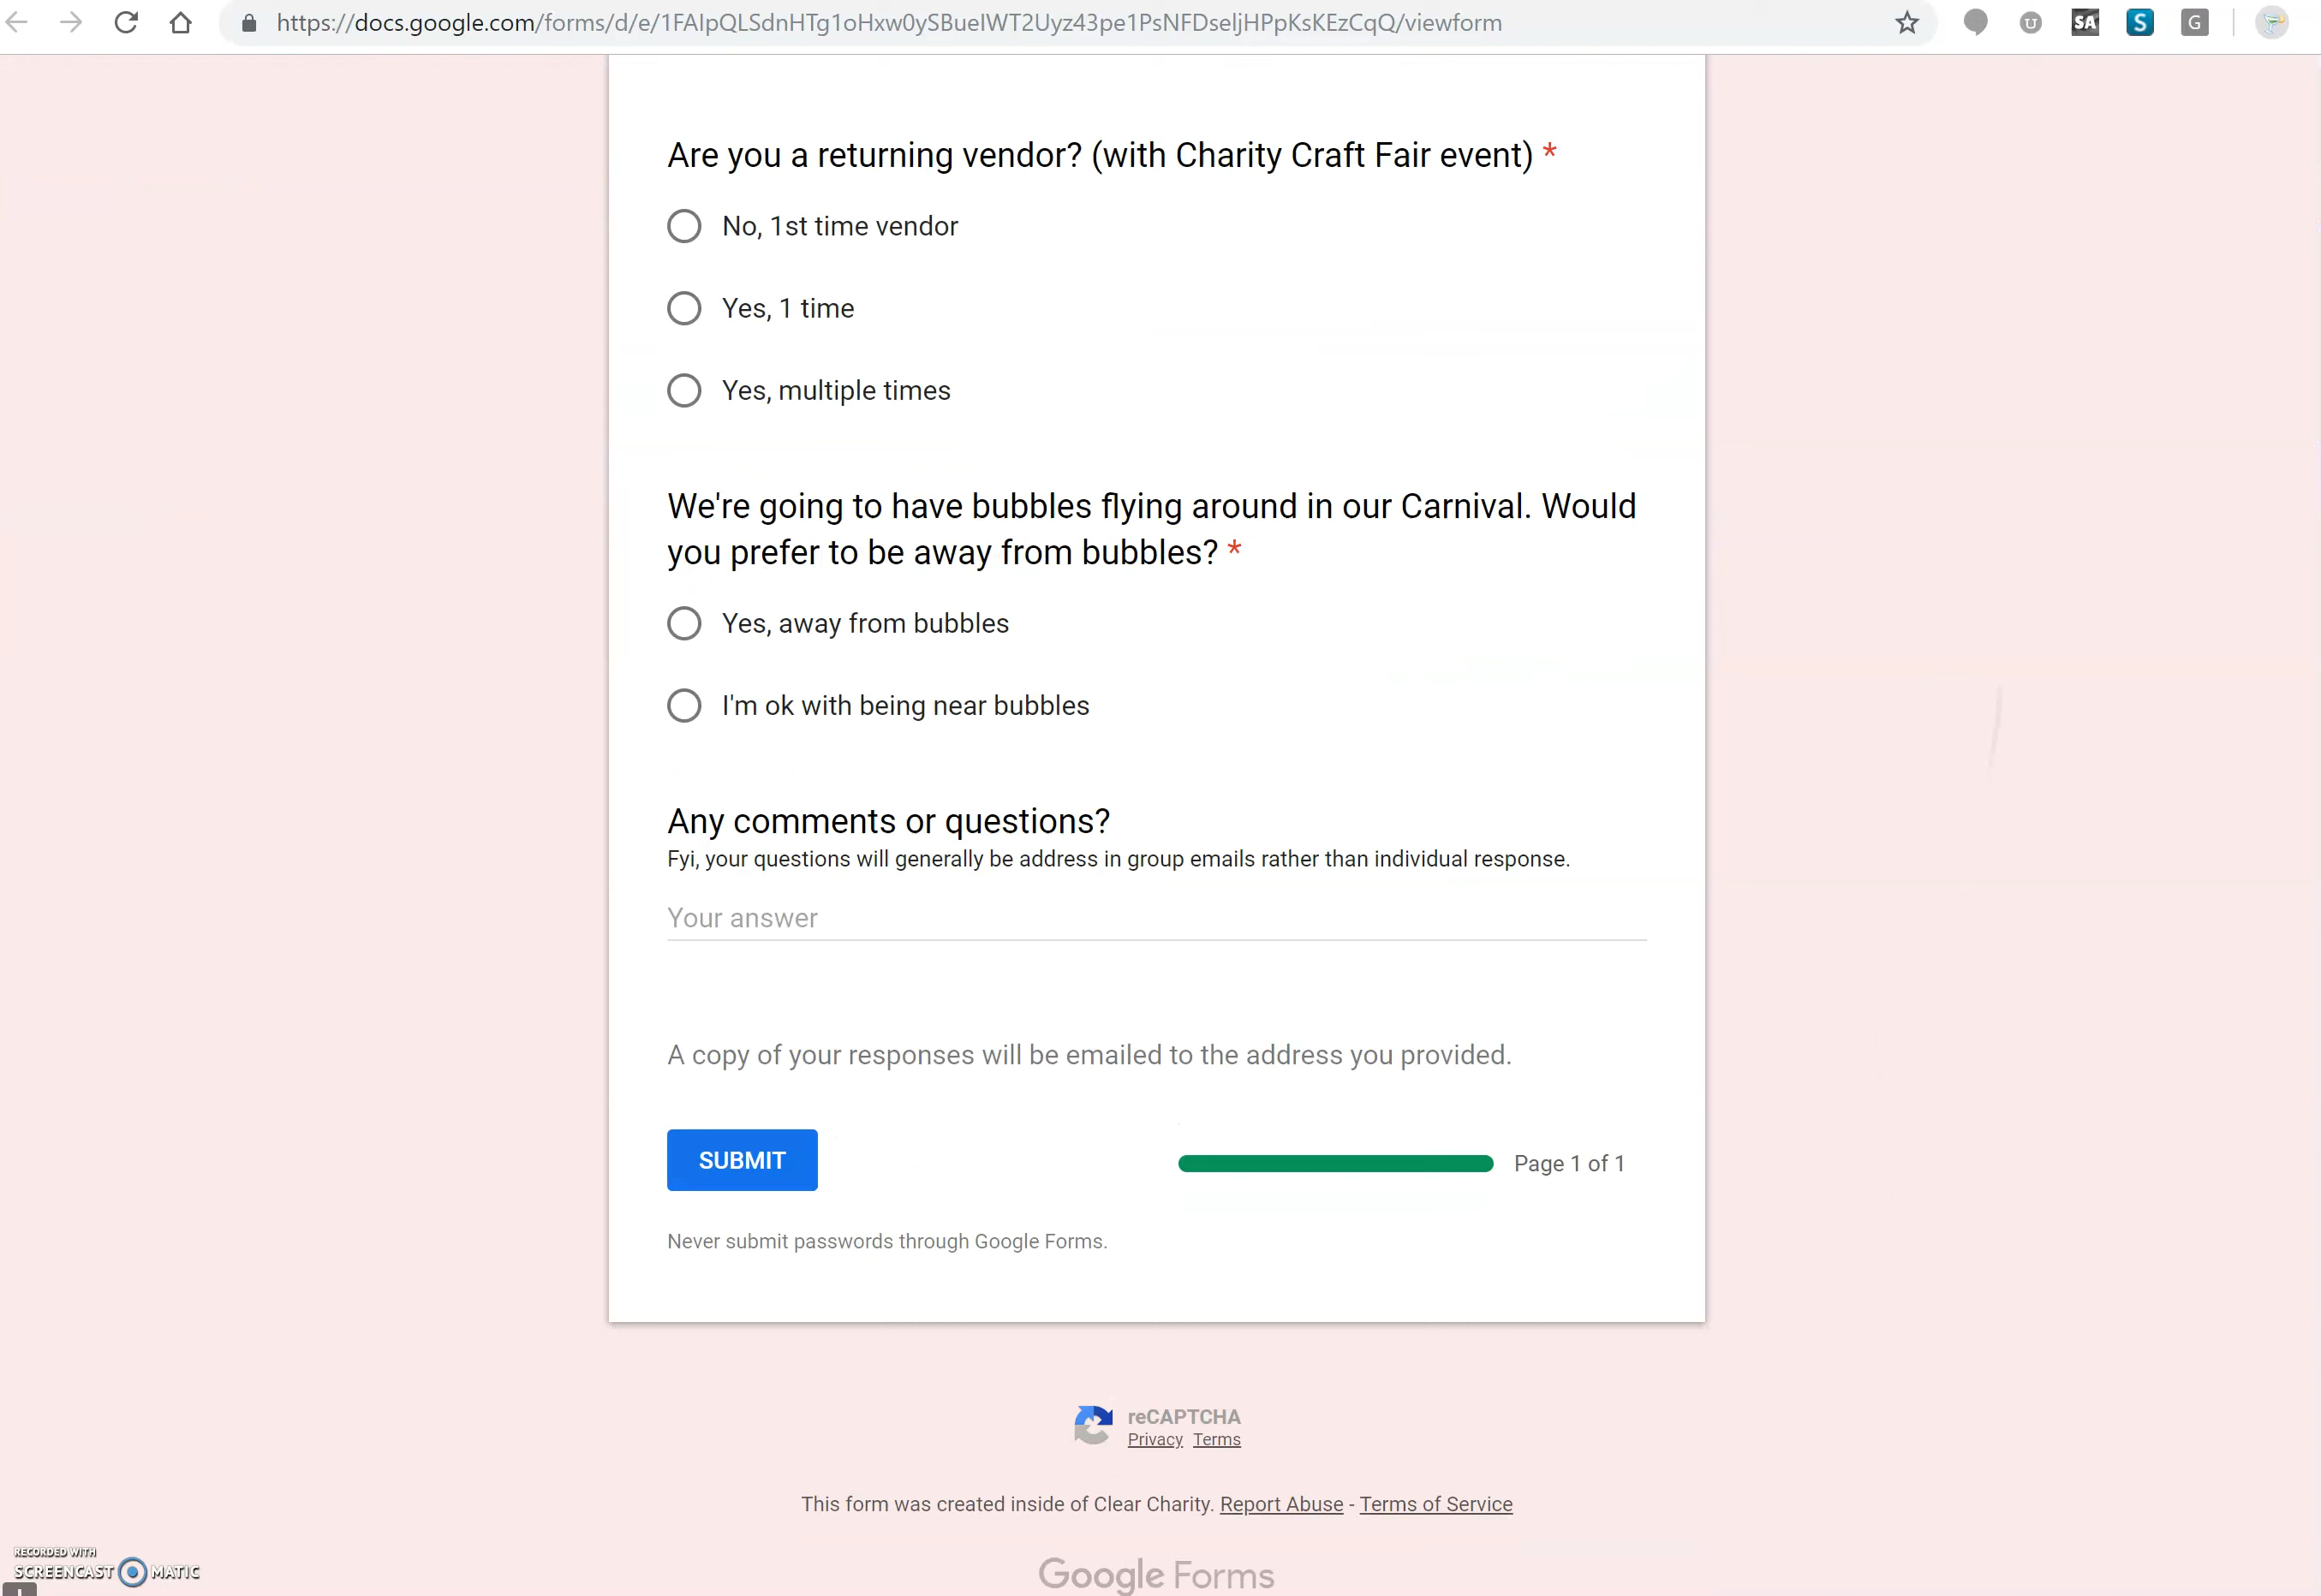 https://docs.google.com/forms/d/e/1FAIpQLSdnHTg1oHxw0ySBueIWT2Uyz43pe1PsNFDseljHPpKsKEzCqQ/viewform
U
SA
S
G
Are you a returning vendor? (with Charity Craft Fair event) *
No, 1st time vendor
Yes, 1 time
Yes, multiple times
We're going to have bubbles flying around in our Carnival. Would
you prefer to be away from bubbles? *
Yes, away from bubbles
I'm ok with being near bubbles
Any comments or questions?
Fyi, your questions will generally be address in group emails rather than individual response.
Your answer
A copy of your responses will be emailed to the address you provided.
SUBMIT
Page 1 of 1
Never submit passwords through Google Forms.
reCAPTCHA
Privacy Terms
This form was created inside of Clear Charity. Report Abuse - Terms of Service
RECORDED WITH
SCREENCAST MATIC
Google Forms